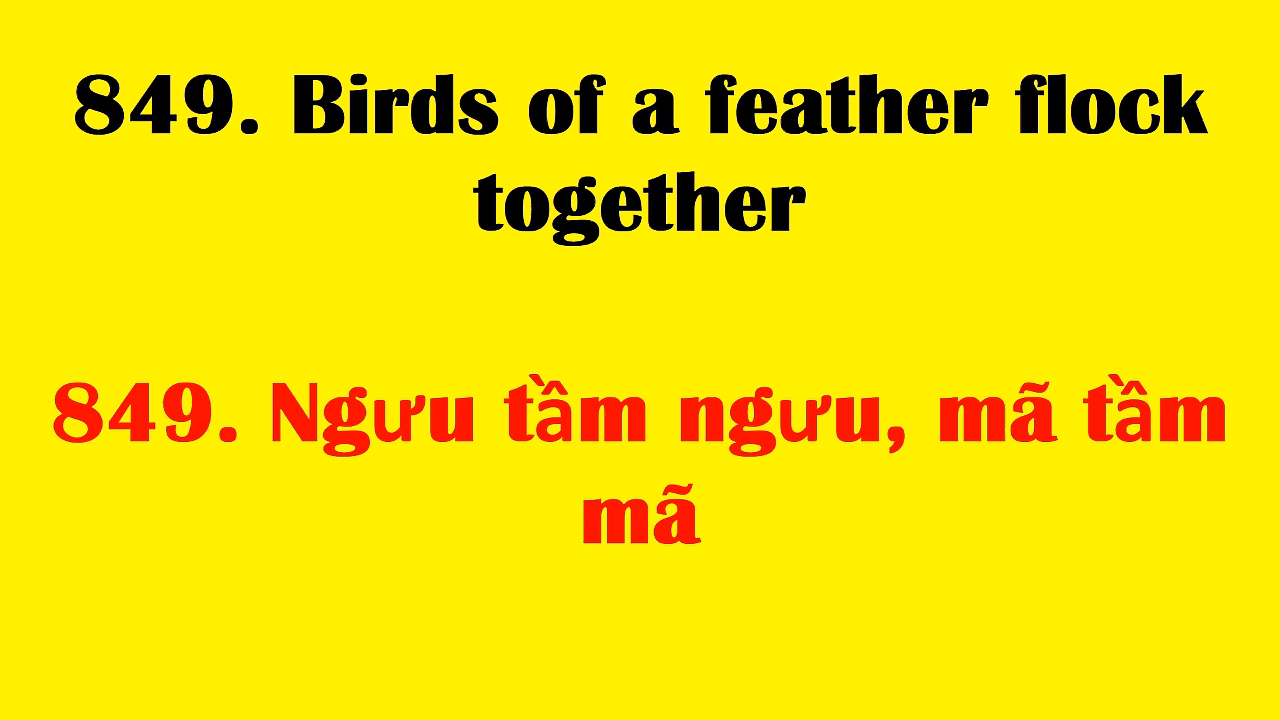 849. Birds of a feather flock
together
849. Ngưu tầm ngưu, mã tầm
mã